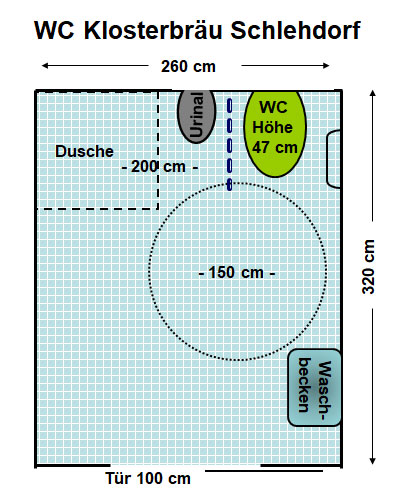 WC Klosterbräu Schlehdorf
260 cm
Urinal
WC
Höhe
47 cm
Dusche
- 200 cm -
- 150 cm -
320 cm
Wasch-
becken
Tür 100 cm